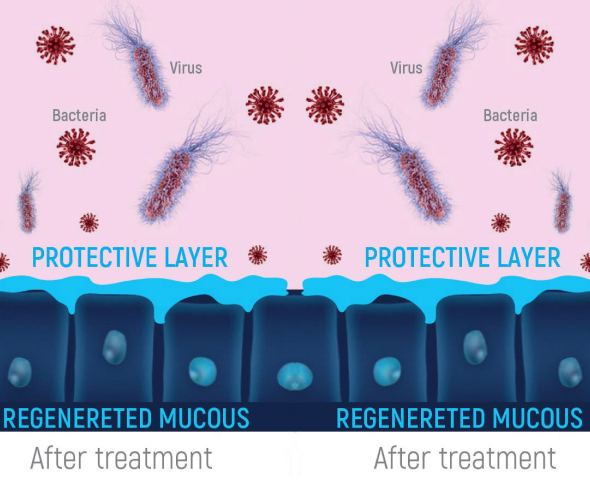 Virus
Virus
Bacteria
Bacteria
PROTECTIVE LAYER
PROTECTIVE LAYER
REGENERETED MUCOUS
REGENERETED MUCOUS
After treatment
After treatment